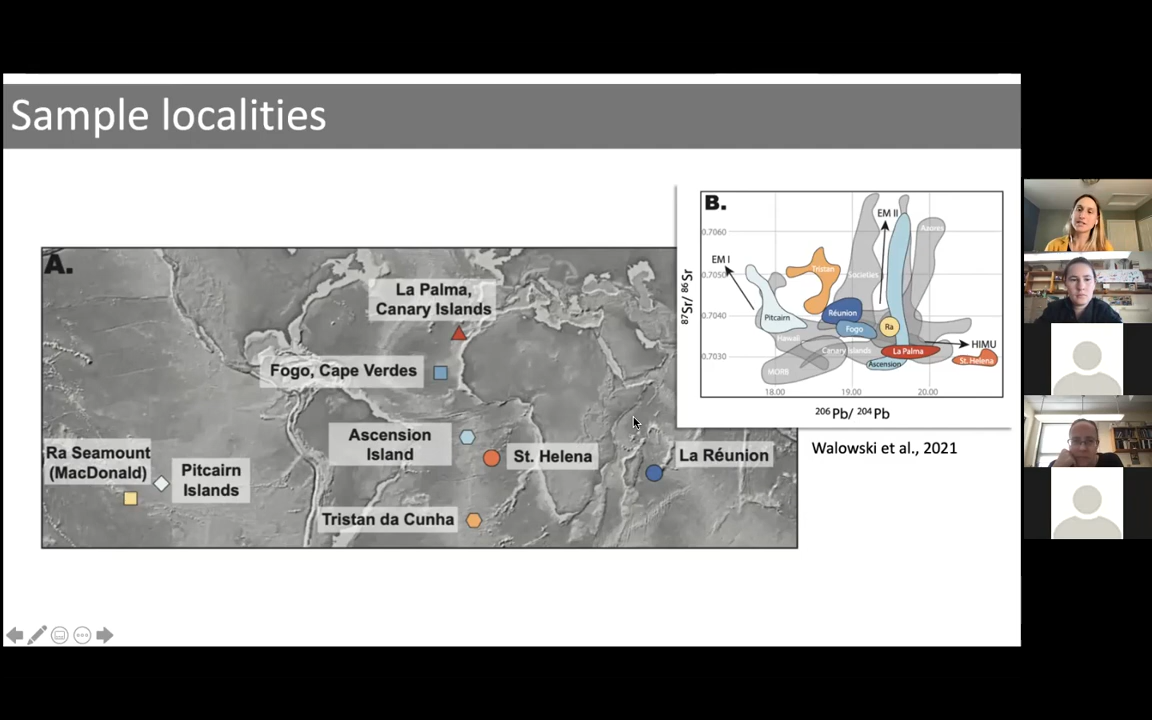 Sample localities
A.
La Palma,
Canary Islands
Fogo, Cape Verdes
Ascension
Island
St. Helena
La Réunion
Ra Seamount
(MacDonald)
Pitcairn
Islands
Tristan da Cunha
B.
EM II
EM I
HIMU
0.7060
0.7050
0.7040
0.7030
Azores
Tristan
Societies
Réunion
Pitcairn
Fogo
Ra
Hawaii
Canary Islands
La Palma
St. Helena
Ascension
MORB
18.00
19.00
20.00
87Sr/ 86Sr
206Pb/ 204Pb
Walowski et al., 2021